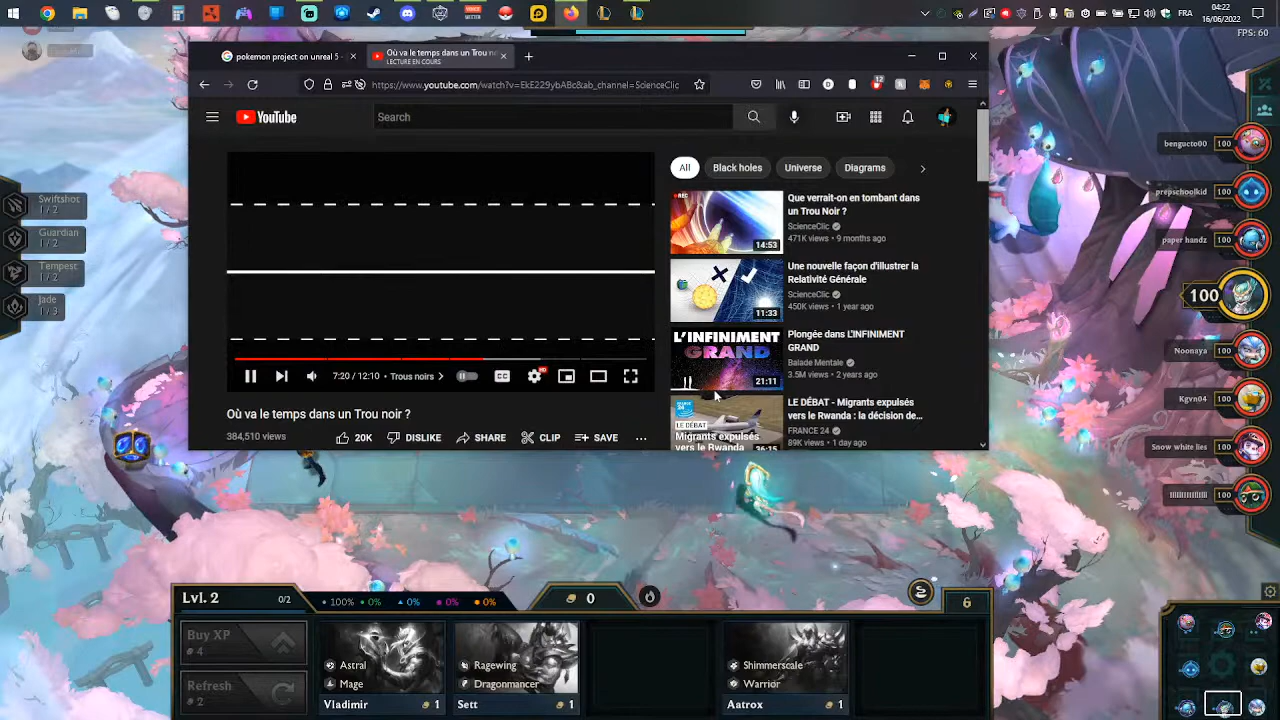 04:22
FRA
16/06/2022
FPS: 60
pokemon project on unreal 5 -
Où va le temps dans un Trou n
LECTURE EN COURS
https://www.youtube.com/watch?v=EkE229ybABc&ab_channel=ScienceClic
12
YouTube
Search
All
Black holes
Universe
Diagrams
REC
14:53
Que verrait-on en tombant dans
un Trou Noir ?
ScienceClic
471K views • 9 months ago
11:33
Une nouvelle façon d'illustrer la
Relativité Générale
ScienceClic
450K views • 1 year ago
L'INFINIMENT
GRAND
21:11
Plongée dans L'INFINIMENT
GRAND
Balade Mentale
3.5M views • 2 years ago
LE DÉBAT
Migrants expulsés
vers le Rwanda
36:15
LE DÉBAT - Migrants expulsés
vers le Rwanda : la décision de...
FRANCE 24
89K views • 1 day ago
7:20 / 12:10 • Trous noirs
CC
HD
Où va le temps dans un Trou noir ?
384,510 views
20K
DISLIKE
SHARE
CLIP
SAVE
Swiftshot
1 / 2
Guardian
1 / 2
Tempest
1 / 2
Jade
1 / 3
bengucto00 100
prepschoolkid 100
paper handz 100
100
Noonaya 100
Kgvn04 100
Snow white lies 100
100
Lvl. 2
0/2
100% 0% 0% 0% 0%
0
6
Buy XP
4
Refresh
2
Astral
Mage
Vladimir 1
Ragewing
Dragonmancer
Sett 1
Shimmerscale
Warrior
Aatrox 1